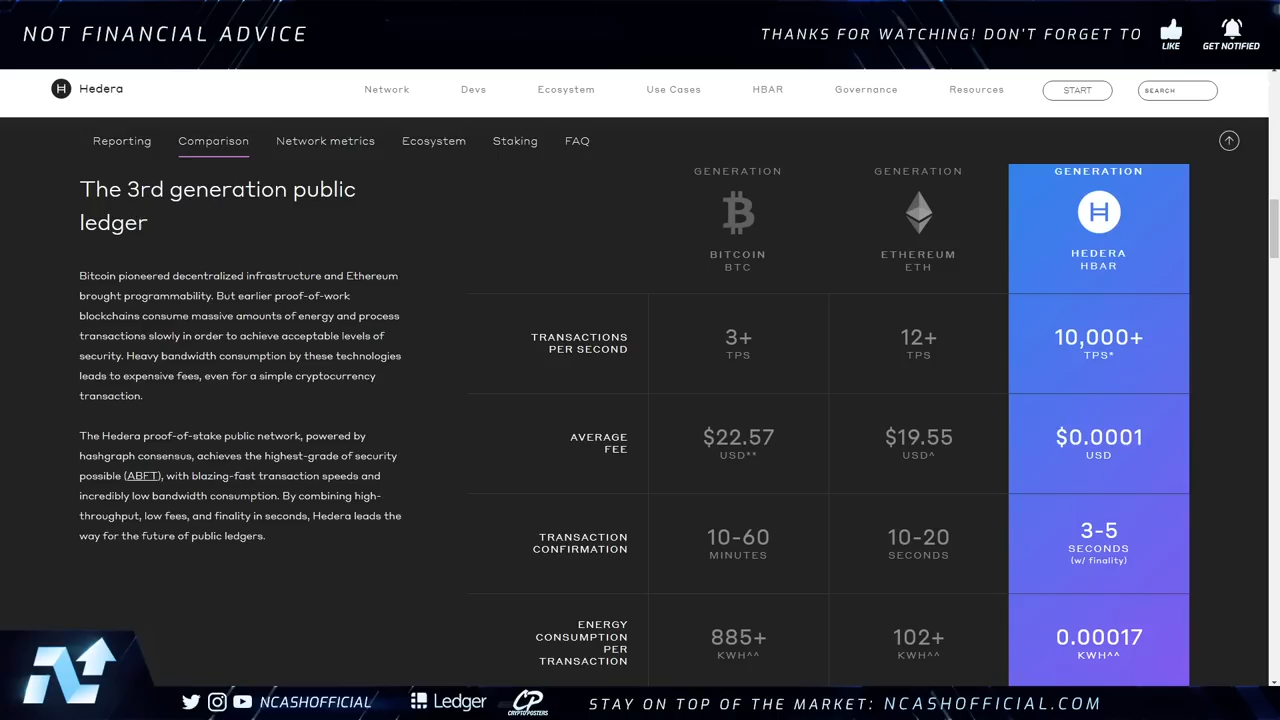 NOT FINANCIAL ADVICE
THANKS FOR WATCHING! DON'T FORGET TO
LIKE
GET NOTIFIED
Hedera
Network
Devs
Ecosystem
Use Cases
HBAR
Governance
Resources
START
SEARCH
Reporting
Comparison
Network metrics
Ecosystem
Staking
FAQ
The 3rd generation public
ledger
Bitcoin pioneered decentralized infrastructure and Ethereum
brought programmability. But earlier proof-of-work
blockchains consume massive amounts of energy and process
transactions slowly in order to achieve acceptable levels of
security. Heavy bandwidth consumption by these technologies
leads to expensive fees, even for a simple cryptocurrency
transaction.
The Hedera proof-of-stake public network, powered by
hashgraph consensus, achieves the highest-grade of security
possible (ABFT), with blazing-fast transaction speeds and
incredibly low bandwidth consumption. By combining high-
throughput, low fees, and finality in seconds, Hedera leads the
way for the future of public ledgers.
GENERATION
BITCOIN
BTC
GENERATION
ETHEREUM
ETH
GENERATION
HEDERA
HBAR
TRANSACTIONS
PER SECOND
3+
TPS
12+
TPS
10,000+
TPS*
AVERAGE
FEE
$22.57
USD**
$19.55
USD^
$0.0001
USD
TRANSACTION
CONFIRMATION
10-60
MINUTES
10-20
SECONDS
3-5
SECONDS
(w/ finality)
ENERGY
CONSUMPTION
PER
TRANSACTION
885+
KWH^^
102+
KWH^^
0.00017
KWH^^
NCASHOFFICIAL
Ledger
CP
CRYPTOPOSTERS
STAY ON TOP OF THE MARKET: NCASHOFFICIAL.COM